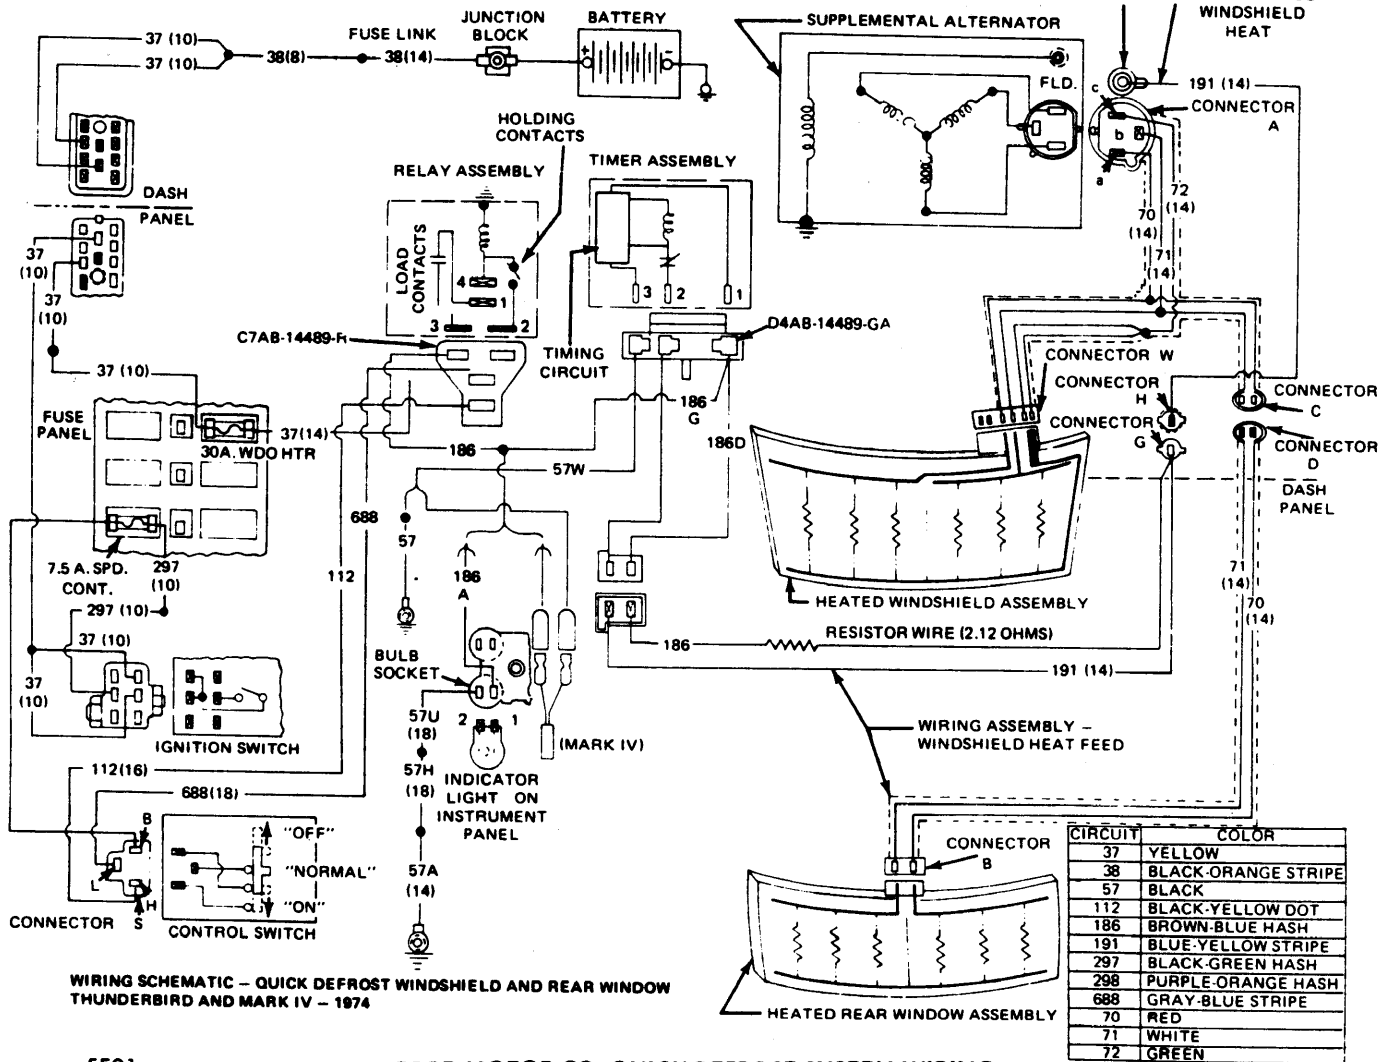 WINDSHIELD
HEAT
37 (10)
37 (10)
38(8)
FUSE LINK
38(14)
JUNCTION
BLOCK
BATTERY
+
−
SUPPLEMENTAL ALTERNATOR
FLD.
c
b
a
191 (14)
CONNECTOR
A
72
(14)
70
(14)
71
(14)
HOLDING
CONTACTS
RELAY ASSEMBLY
TIMER ASSEMBLY
DASH
PANEL
37
(10)
37
(10)
LOAD
CONTACTS
4
1
3
2
3
2
1
C7AB-14489-
D4AB-14489-GA
TIMING
CIRCUIT
CONNECTOR W
CONNECTOR
H
CONNECTOR
G
CONNECTOR
C
CONNECTOR
D
DASH
PANEL
37 (10)
FUSE
PANEL
37(14)
30A. WDO HTR
186
186
G
186D
57W
688
57
112
7.5 A. SPD.
CONT.
297
(10)
297 (10)
37 (10)
37
(10)
186
A
HEATED WINDSHIELD ASSEMBLY
71
(14)
70
(14)
186
RESISTOR WIRE (2.12 OHMS)
191 (14)
BULB
SOCKET
57U
(18)
2
1
(MARK IV)
IGNITION SWITCH
57H
(18)
INDICATOR
LIGHT ON
INSTRUMENT
PANEL
WIRING ASSEMBLY –
WINDSHIELD HEAT FEED
112(16)
688(18)
B
L
H
S
CONNECTOR
"OFF"
"NORMAL"
"ON"
CONTROL SWITCH
57A
(14)
CONNECTOR
B
HEATED REAR WINDOW ASSEMBLY
WIRING SCHEMATIC – QUICK DEFROST WINDSHIELD AND REAR WINDOW
THUNDERBIRD AND MARK IV – 1974
CIRCUIT COLOR
37 YELLOW
38 BLACK-ORANGE STRIPE
57 BLACK
112 BLACK-YELLOW DOT
186 BROWN-BLUE HASH
191 BLUE-YELLOW STRIPE
297 BLACK-GREEN HASH
298 PURPLE-ORANGE HASH
688 GRAY-BLUE STRIPE
70 RED
71 WHITE
72 GREEN